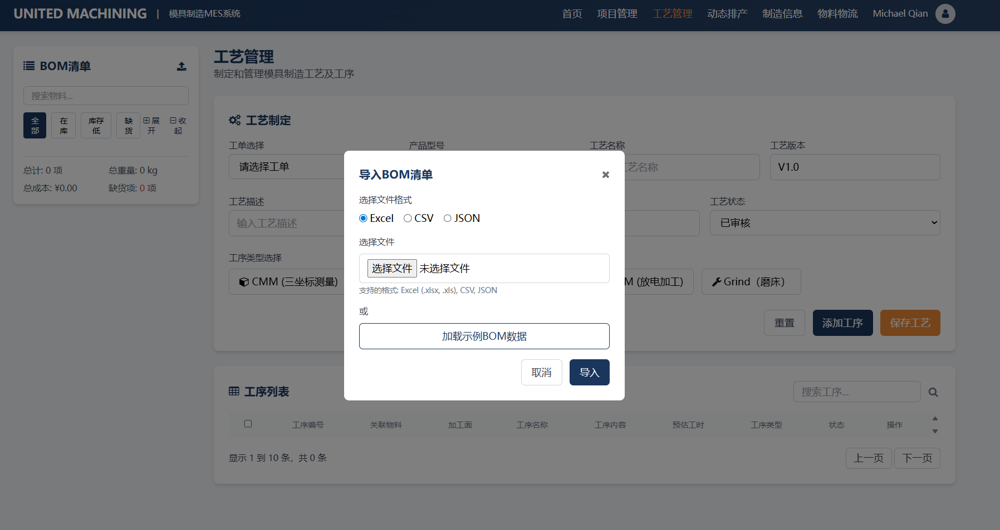 UNITED MACHINING | 模具制造MES系统
首页 项目管理 工艺管理 动态排产 制造信息 物料物流 Michael Qian
BOM清单
搜索物料...
全部 在库 库存低 缺货 展开 收起
总计: 0 项 总重量: 0 kg
总成本: ¥0.00 缺货项: 0 项
工艺管理
制定和管理模具制造工艺及工序
工艺制定
工单选择 产品型号 工艺名称 工艺版本
请选择工单 工艺名称 V1.0
工艺描述 工艺状态
输入工艺描述 已审核
工序类型选择
CMM (三坐标测量) M (放电加工) Grind（磨床）
重置 添加工序 保存工艺
导入BOM清单
选择文件格式
Excel CSV JSON
选择文件
选择文件 未选择文件
支持的格式: Excel (.xlsx, .xls), CSV, JSON
或
加载示例BOM数据
取消 导入
工序列表
搜索工序...
工序编号 关联物料 加工面 工序名称 工序内容 预估工时 工序类型 状态 操作
显示 1 到 10 条，共 0 条
上一页 下一页